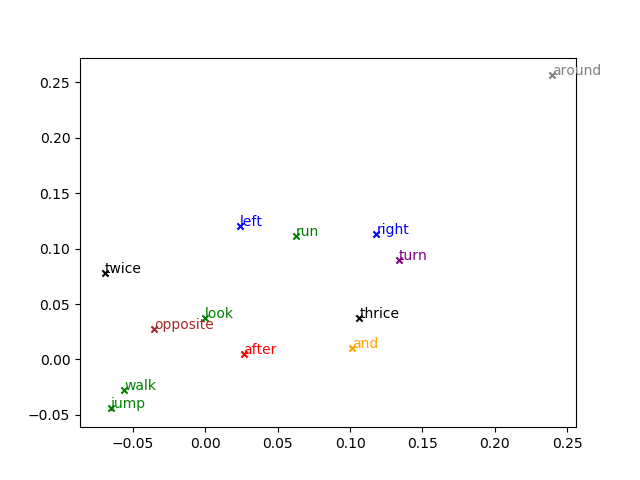 around
0.25
0.20
0.15
left
right
run
0.10
turn
twice
0.05
look
thrice
opposite
and
after
0.00
walk
jump
−0.05
−0.05 0.00 0.05 0.10 0.15 0.20 0.25